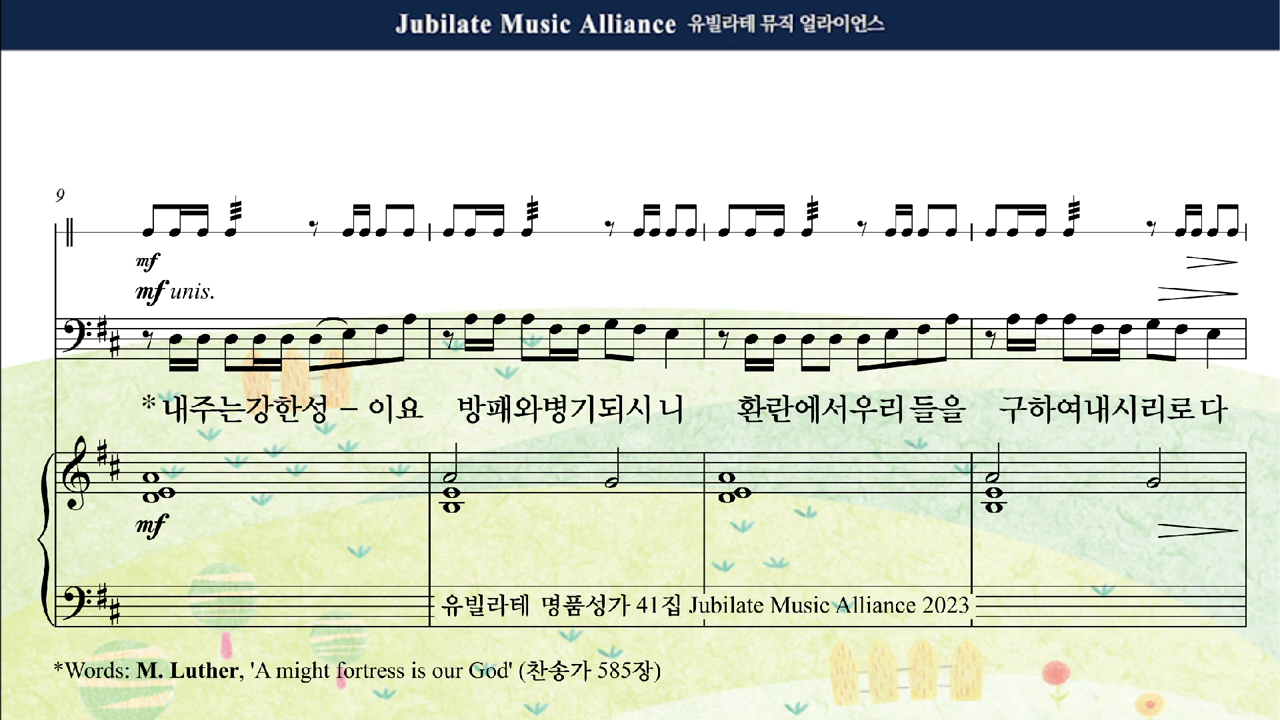 Jubilate Music Alliance 유빌라테 뮤직 얼라이언스
9
mf
mf unis.
*내주는강한성 – 이요 방패와병기되시니 환란에서우리들을 구하여내시리로다
mf
유빌라테 명품성가 41집 Jubilate Music Alliance 2023
*Words: M. Luther, 'A might fortress is our God' (찬송가 585장)